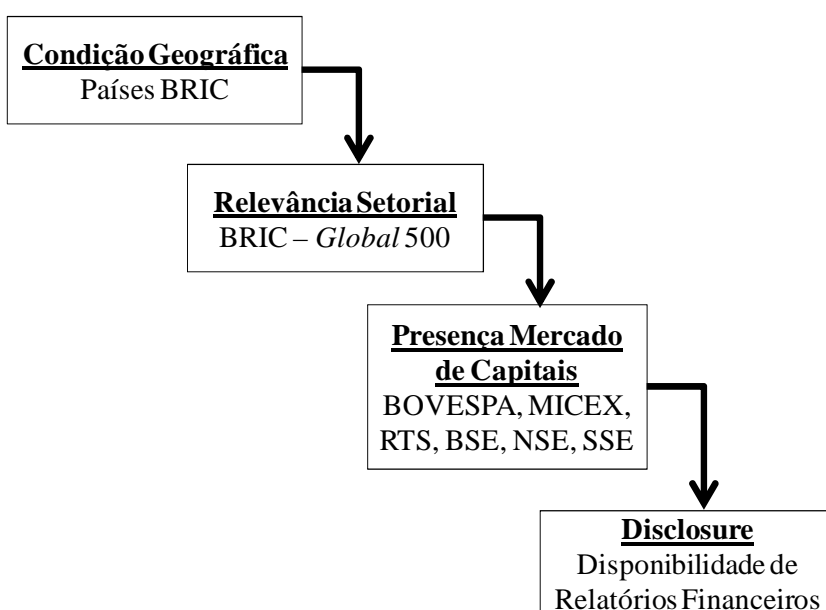 Condição Geográfica
Países BRIC
Relevância Setorial
BRIC – Global 500
Presença Mercado
de Capitais
BOVESPA, MICEX,
RTS, BSE, NSE, SSE
Disclosure
Disponibilidade de
Relatórios Financeiros